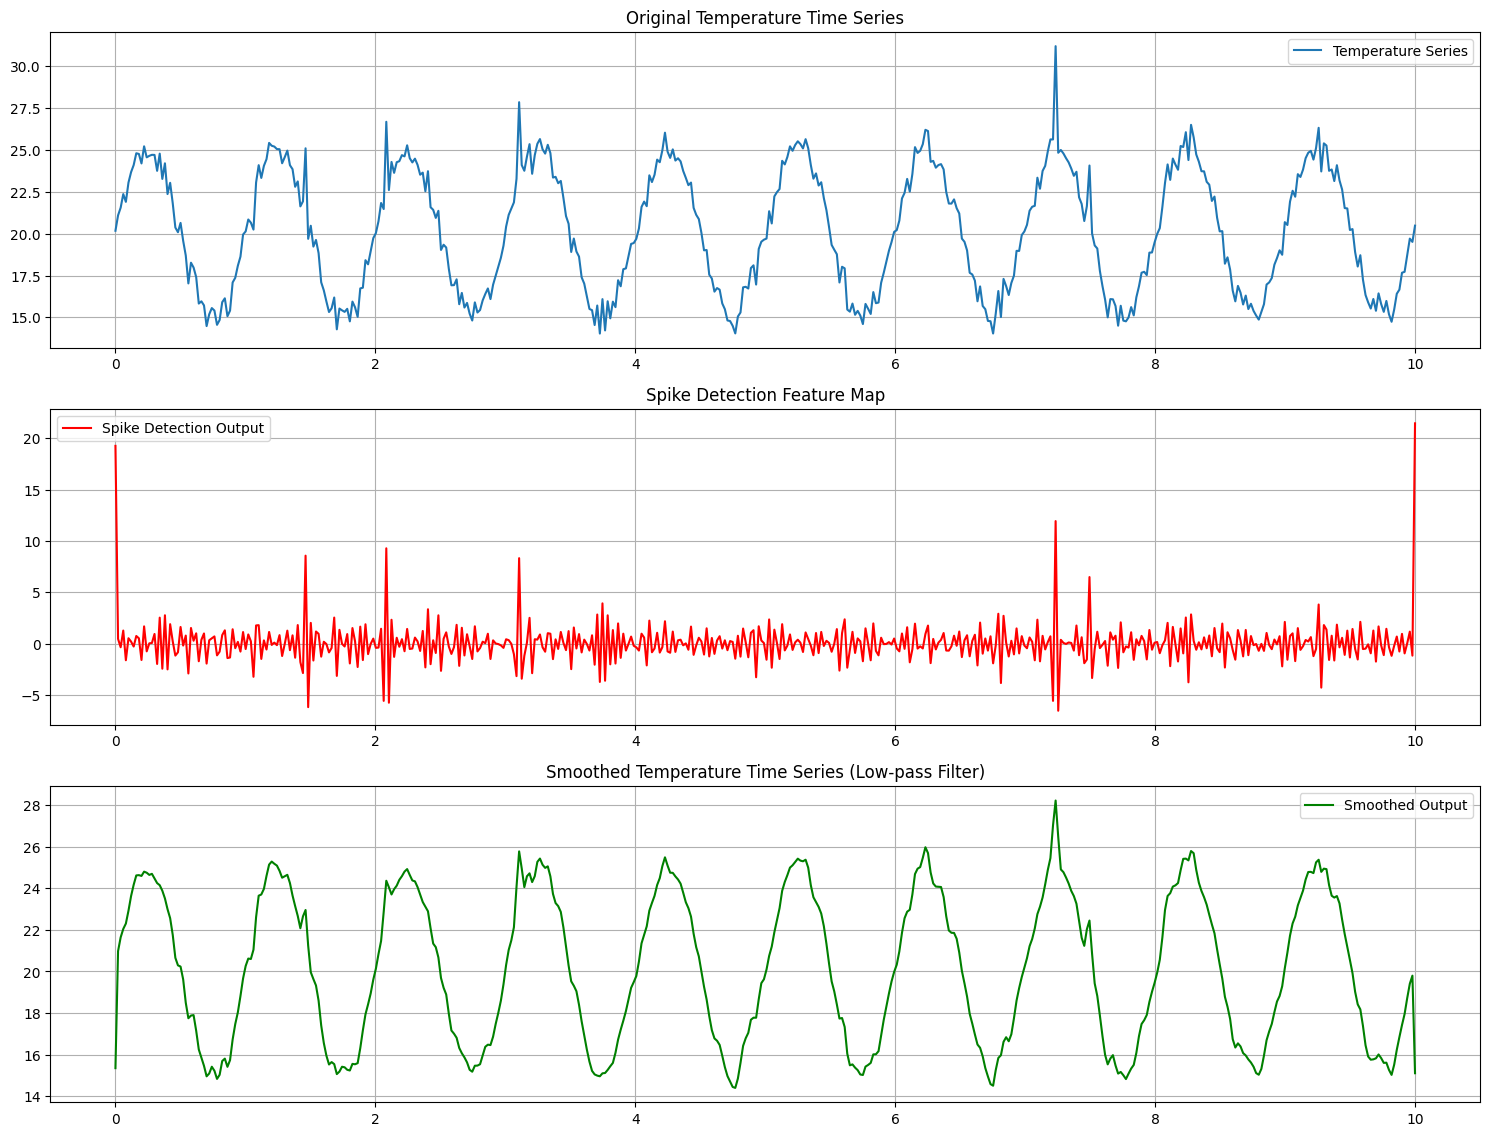 Original Temperature Time Series
Temperature Series
30.0
27.5
25.0
22.5
20.0
17.5
15.0
0 2 4 6 8 10
Spike Detection Feature Map
Spike Detection Output
20
15
10
5
0
−5
0 2 4 6 8 10
Smoothed Temperature Time Series (Low-pass Filter)
Smoothed Output
28
26
24
22
20
18
16
14
0 2 4 6 8 10